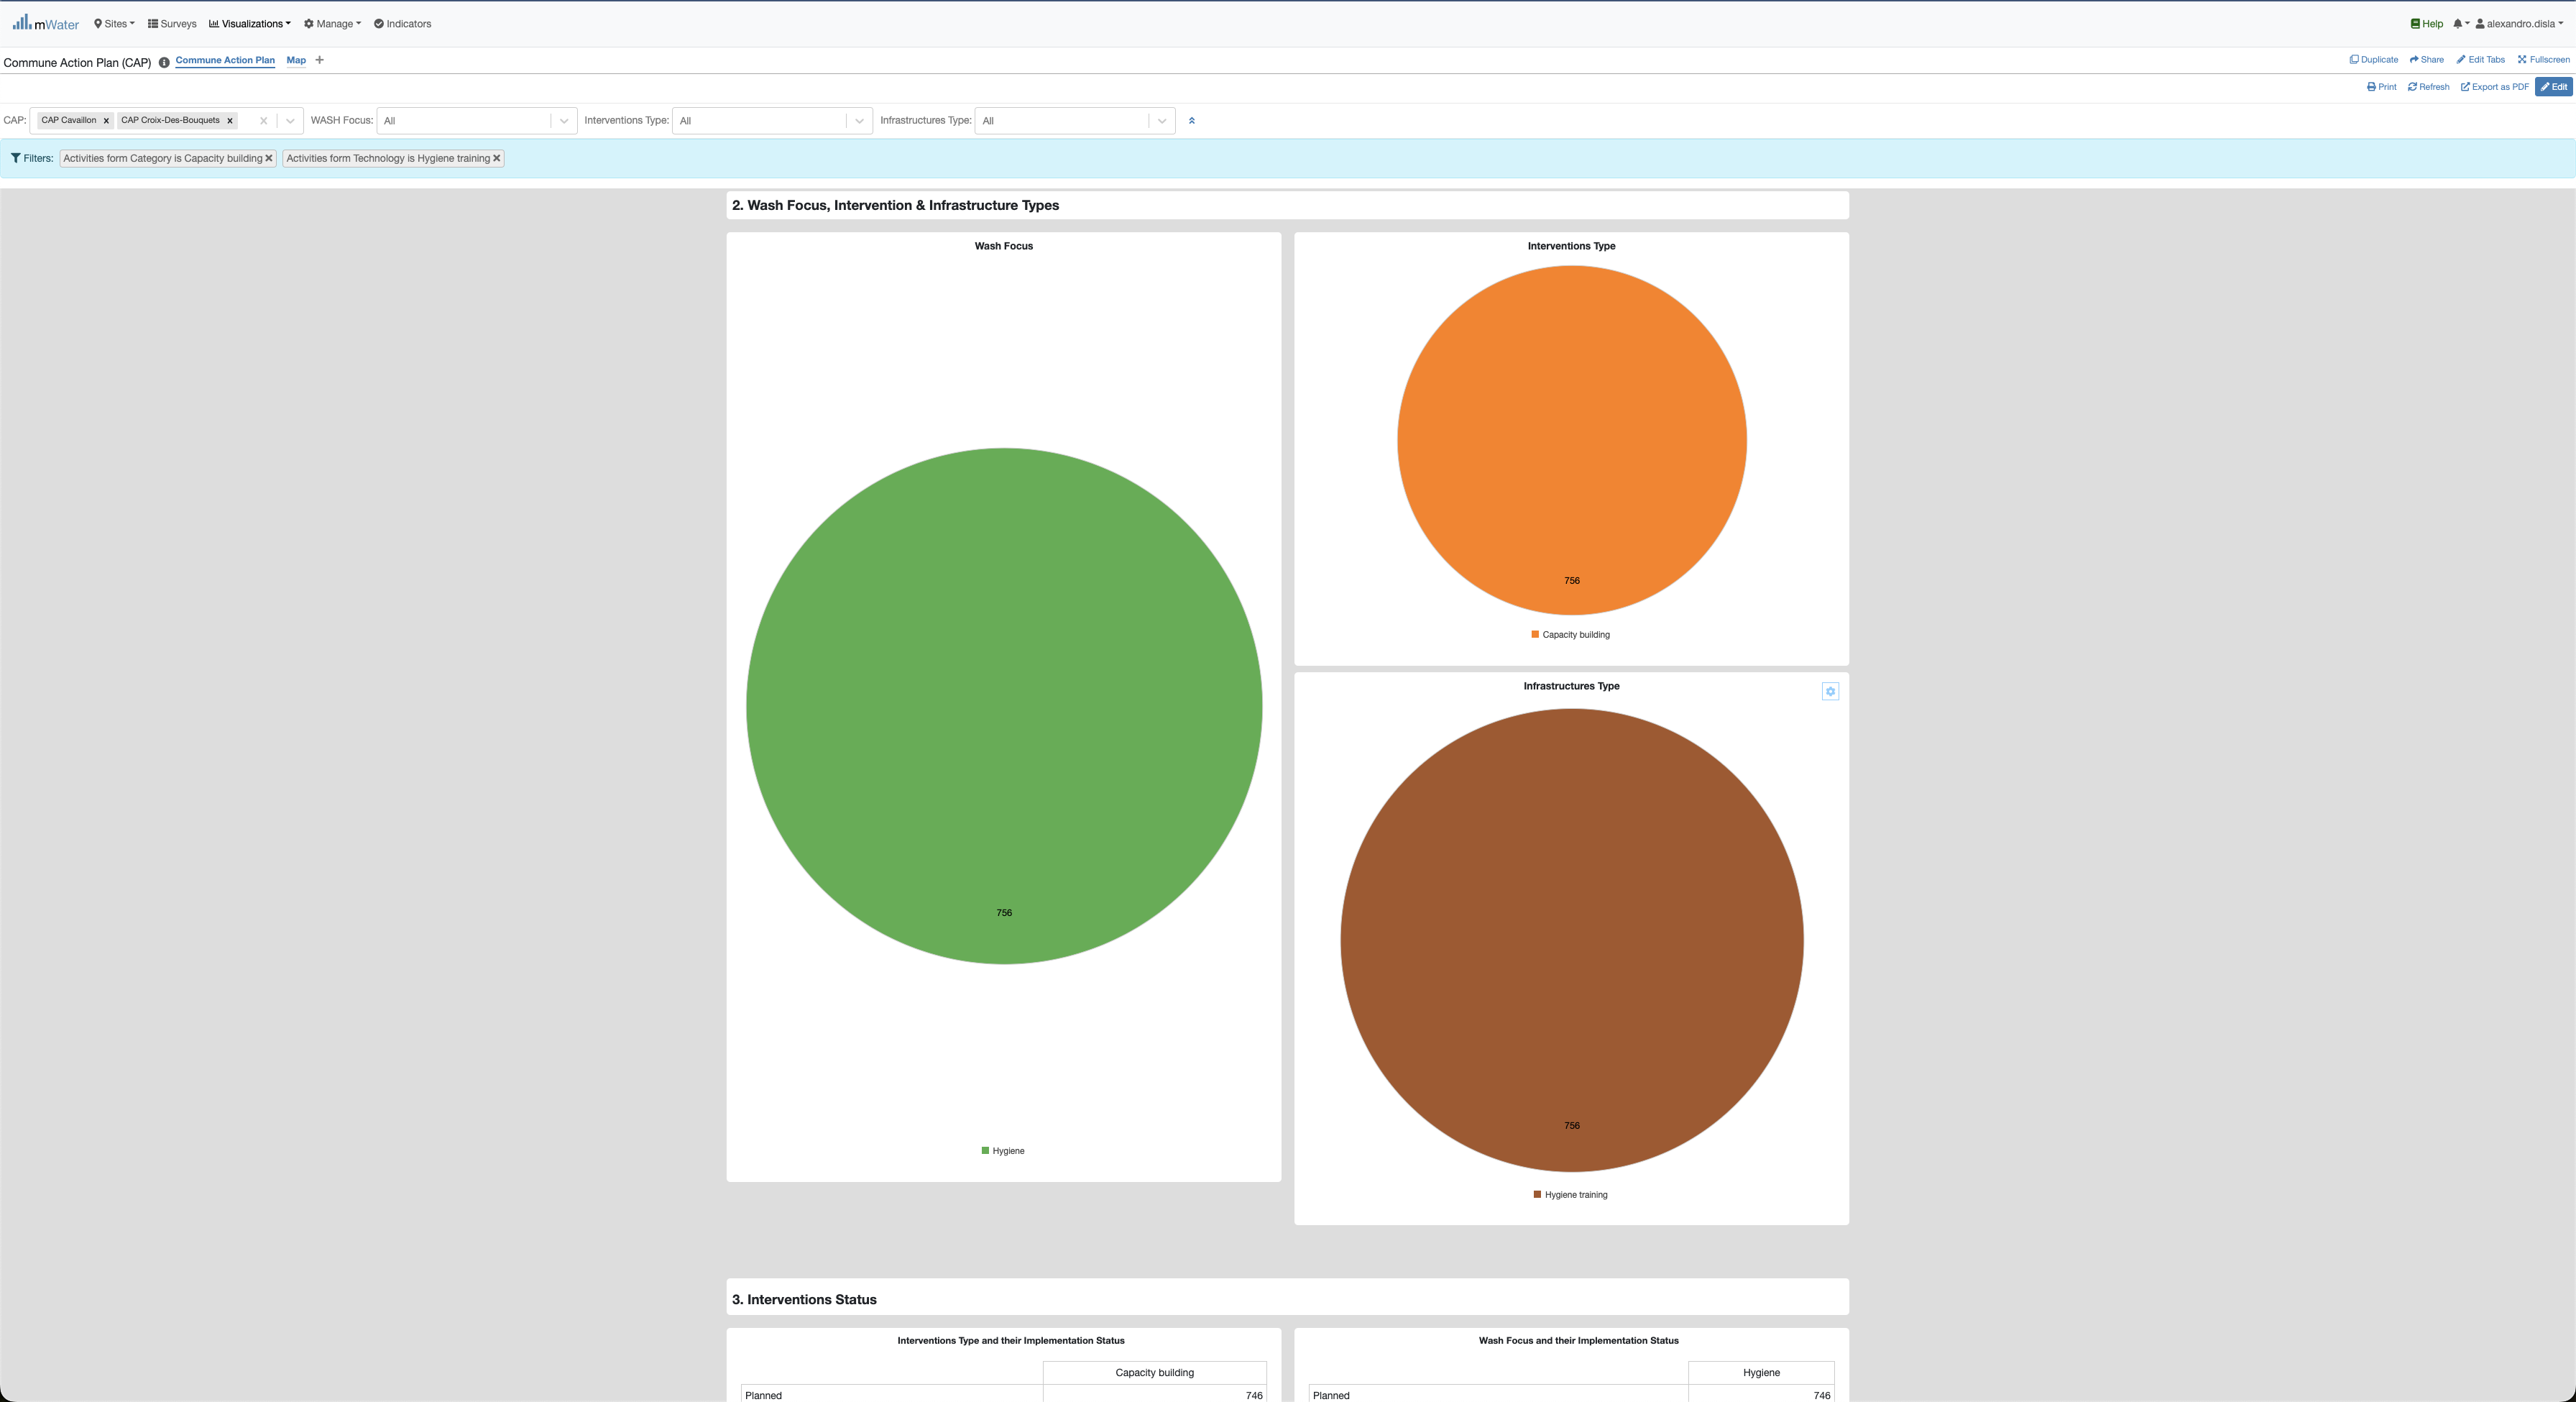 mWater Sites Surveys Visualizations Manage Indicators Help alexandro.disla
Commune Action Plan (CAP) Commune Action Plan Map Duplicate Share Edit Tabs Fullscreen
Print Refresh Export as PDF Edit
CAP: CAP Cavaillon x CAP Croix-Des-Bouquets x WASH Focus: All Interventions Type: All Infrastructures Type: All
Filters: Activities form Category is Capacity building Activities form Technology is Hygiene training
2. Wash Focus, Intervention & Infrastructure Types
Wash Focus
756
Hygiene
Interventions Type
756
Capacity building
Infrastructures Type
756
Hygiene training
3. Interventions Status
Interventions Type and their Implementation Status
Capacity building
Planned 746
Wash Focus and their Implementation Status
Hygiene
Planned 746